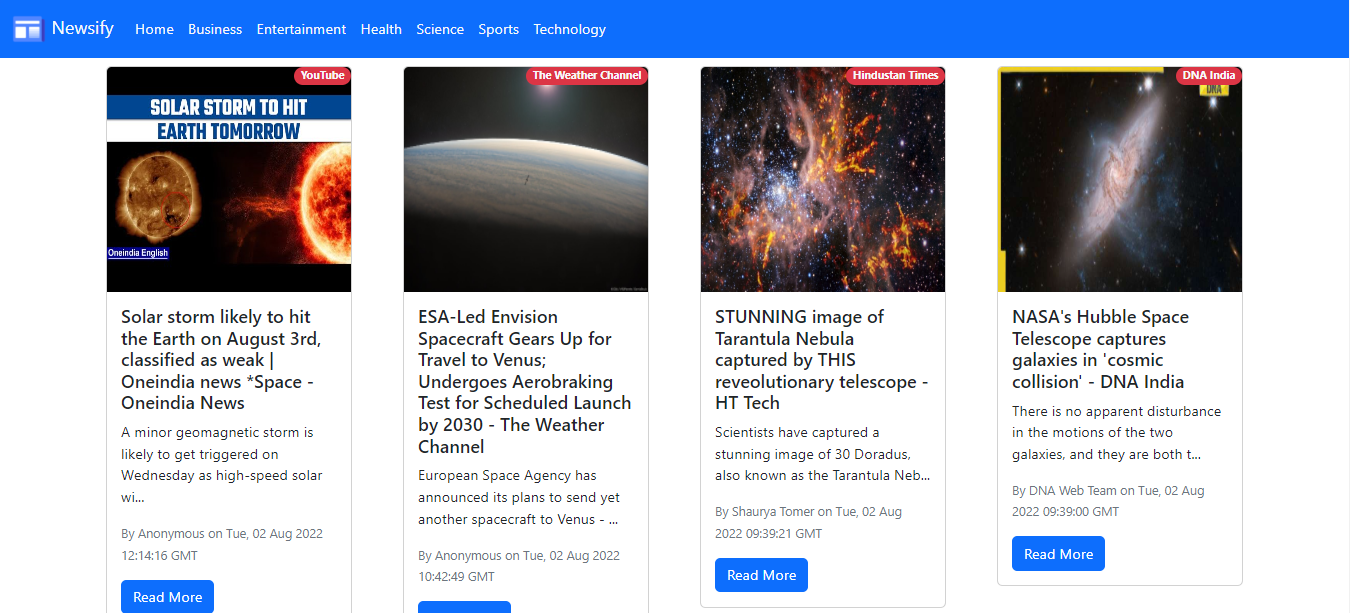 Newsify Home Business Entertainment Health Science Sports Technology
YouTube
SOLAR STORM TO HIT
EARTH TOMORROW
Oneindia English
Solar storm likely to hit
the Earth on August 3rd,
classified as weak |
Oneindia news *Space -
Oneindia News
A minor geomagnetic storm is
likely to get triggered on
Wednesday as high-speed solar
wi...
By Anonymous on Tue, 02 Aug 2022
12:14:16 GMT
Read More
The Weather Channel
ESA-Led Envision
Spacecraft Gears Up for
Travel to Venus;
Undergoes Aerobraking
Test for Scheduled Launch
by 2030 - The Weather
Channel
European Space Agency has
announced its plans to send yet
another spacecraft to Venus - ...
By Anonymous on Tue, 02 Aug 2022
10:42:49 GMT
Hindustan Times
STUNNING image of
Tarantula Nebula
captured by THIS
reveolutionary telescope -
HT Tech
Scientists have captured a
stunning image of 30 Doradus,
also known as the Tarantula Neb...
By Shaurya Tomer on Tue, 02 Aug
2022 09:39:21 GMT
Read More
DNA India
DNA
NASA's Hubble Space
Telescope captures
galaxies in 'cosmic
collision' - DNA India
There is no apparent disturbance
in the motions of the two
galaxies, and they are both t...
By DNA Web Team on Tue, 02 Aug
2022 09:39:00 GMT
Read More